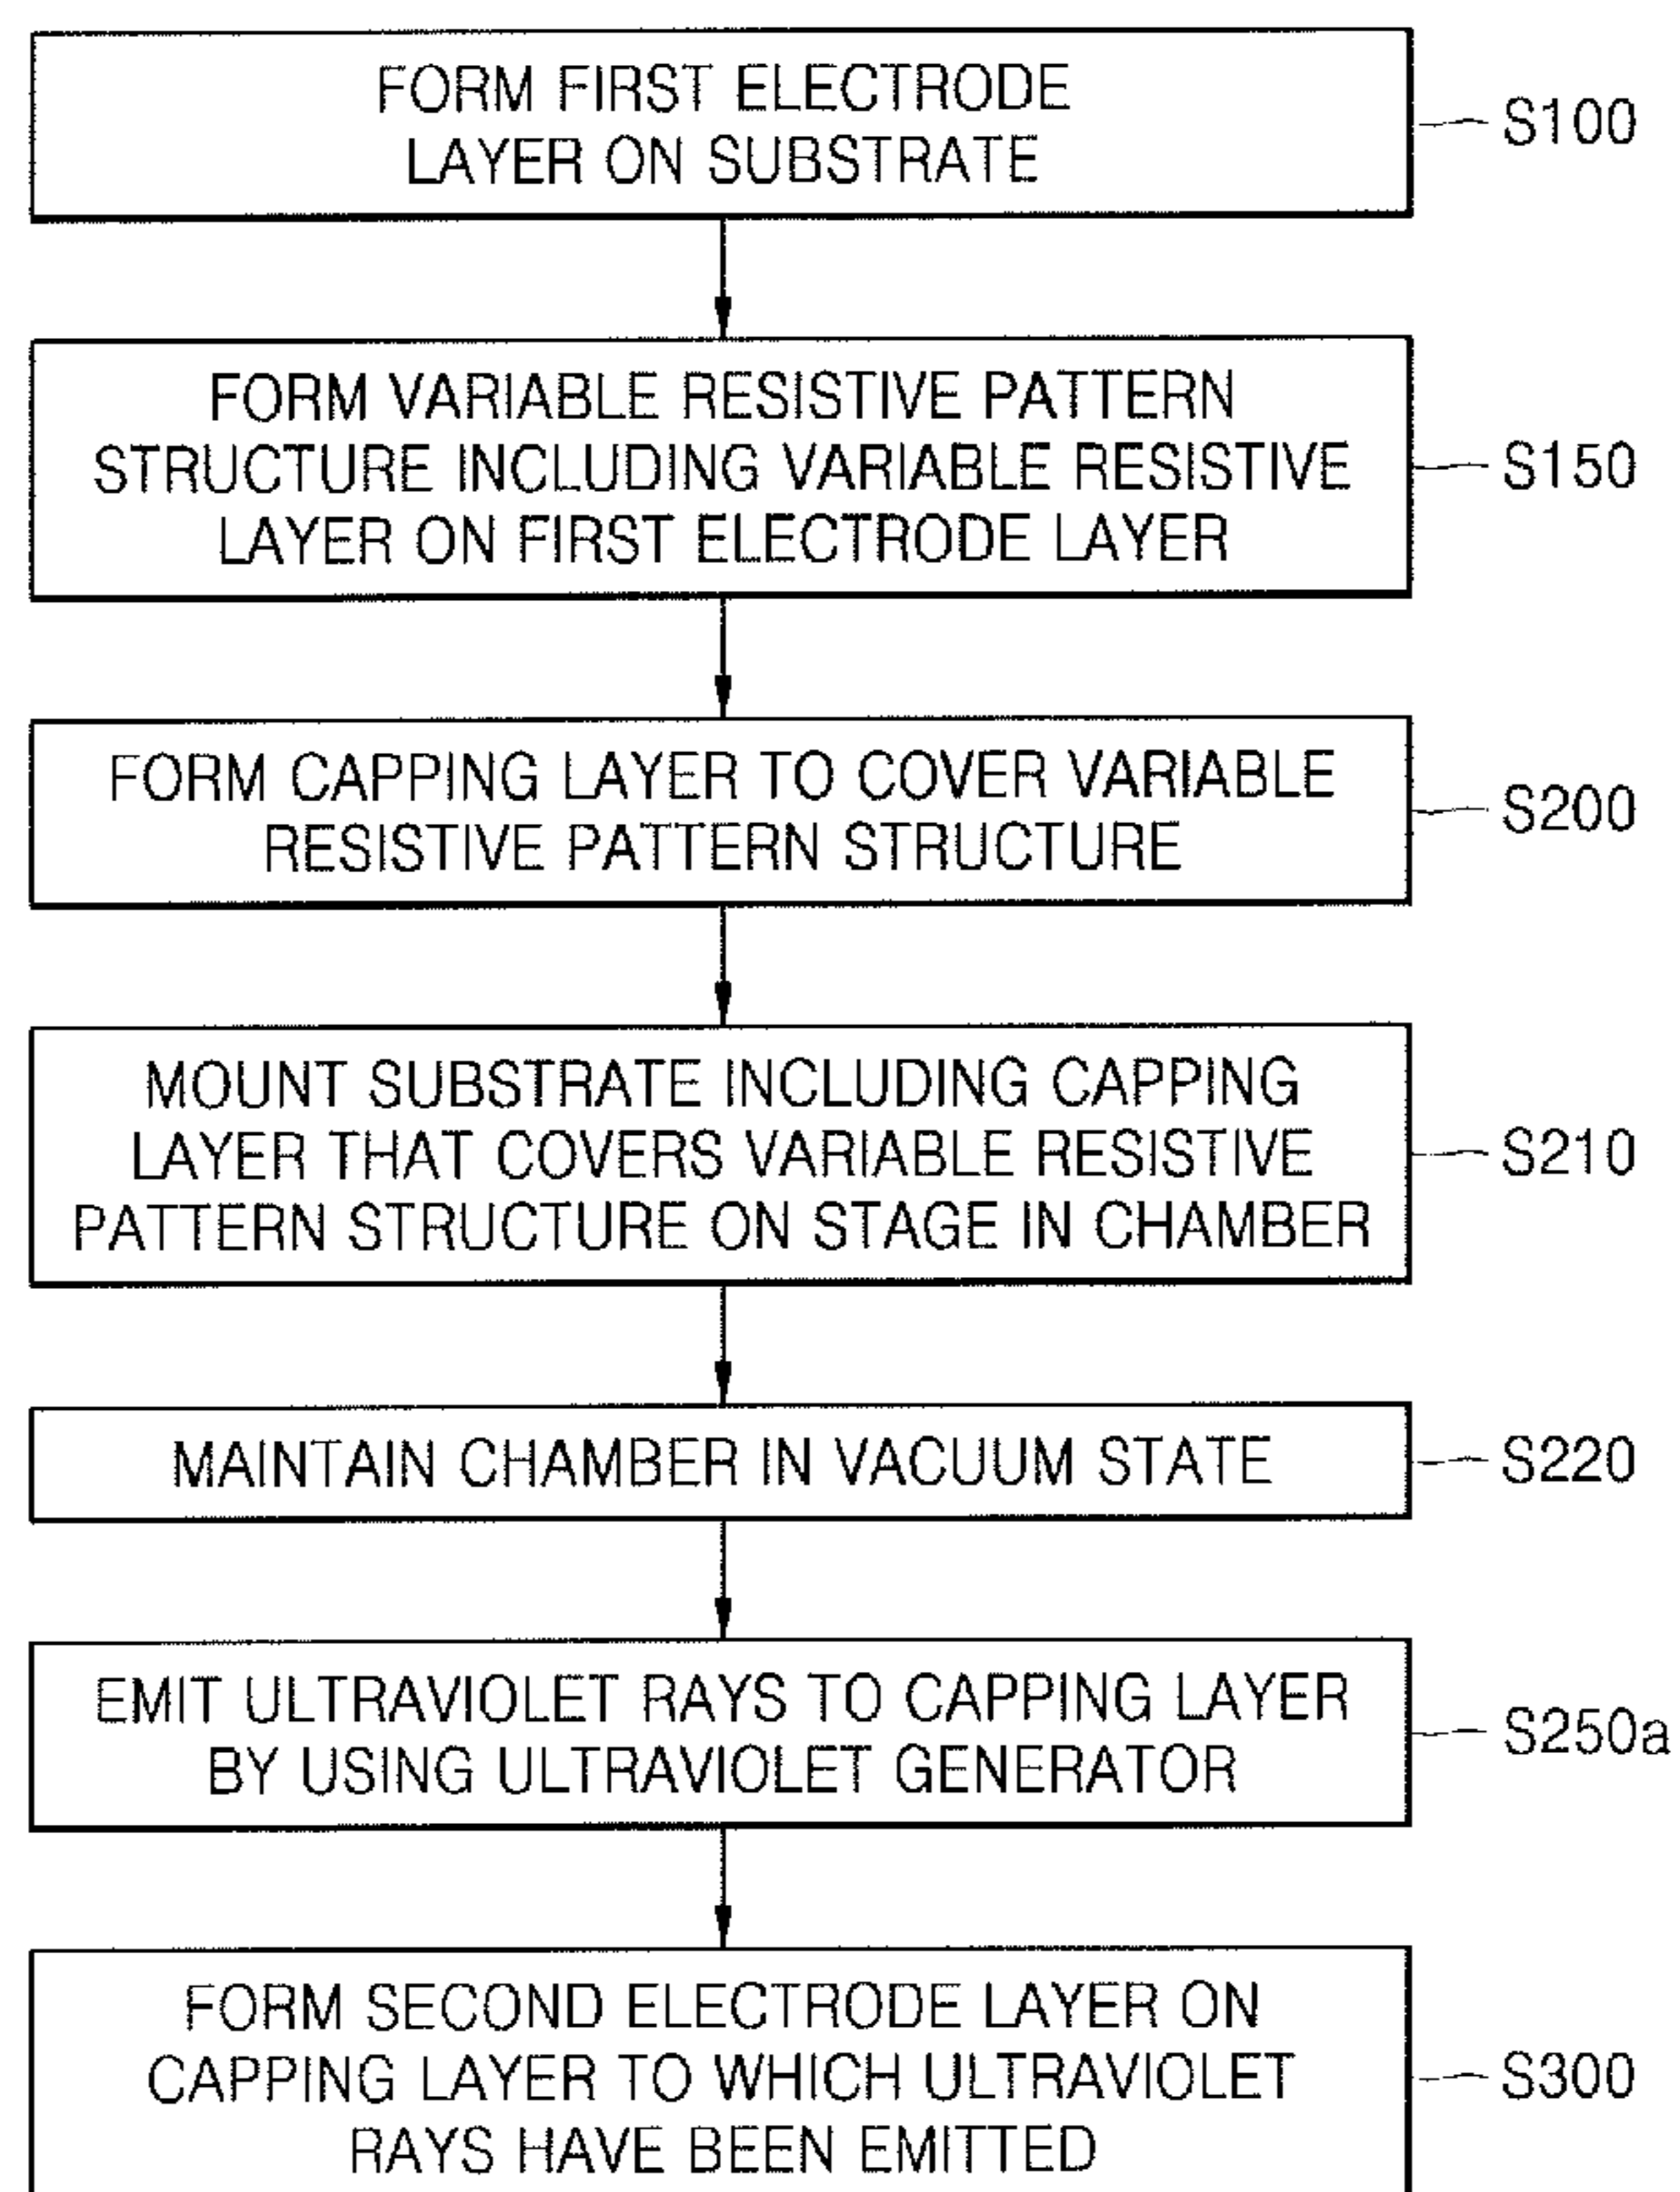 FORM FIRST ELECTRODE
LAYER ON SUBSTRATE
S100
FORM VARIABLE RESISTIVE PATTERN
STRUCTURE INCLUDING VARIABLE RESISTIVE
LAYER ON FIRST ELECTRODE LAYER
S150
FORM CAPPING LAYER TO COVER VARIABLE
RESISTIVE PATTERN STRUCTURE
S200
MOUNT SUBSTRATE INCLUDING CAPPING
LAYER THAT COVERS VARIABLE RESISTIVE
PATTERN STRUCTURE ON STAGE IN CHAMBER
S210
MAINTAIN CHAMBER IN VACUUM STATE
S220
EMIT ULTRAVIOLET RAYS TO CAPPING LAYER
BY USING ULTRAVIOLET GENERATOR
S250a
FORM SECOND ELECTRODE LAYER ON
CAPPING LAYER TO WHICH ULTRAVIOLET
RAYS HAVE BEEN EMITTED
S300